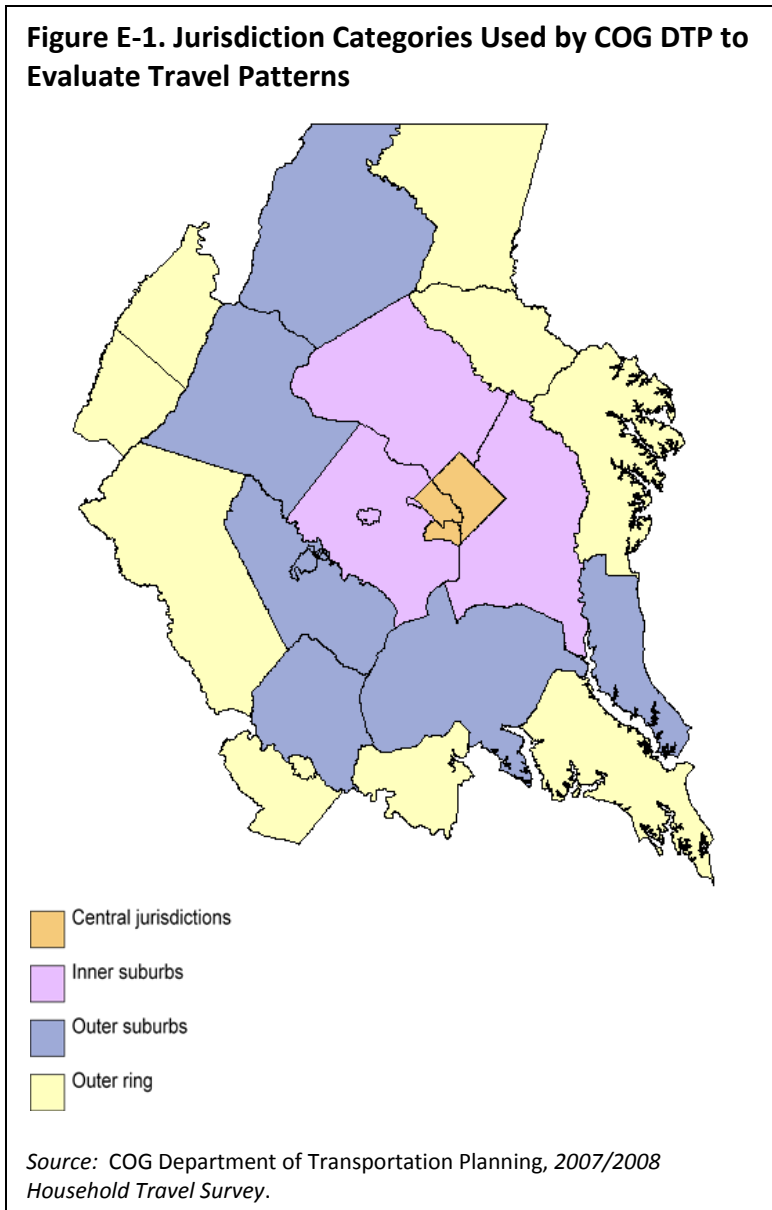 Figure E-1. Jurisdiction Categories Used by COG DTP to
Evaluate Travel Patterns
Central jurisdictions
Inner suburbs
Outer suburbs
Outer ring
Source: COG Department of Transportation Planning, 2007/2008
Household Travel Survey.